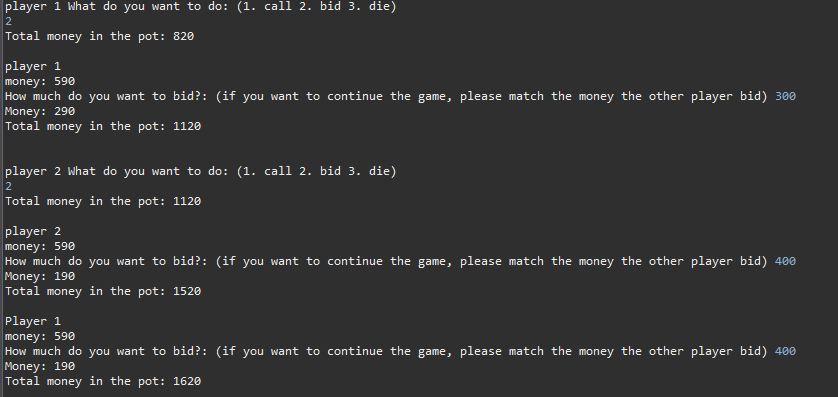 player 1 What do you want to do: (1. call 2. bid 3. die)
2
Total money in the pot: 820
player 1
money: 590
How much do you want to bid?: (if you want to continue the game, please match the money the other player bid) 300
Money: 290
Total money in the pot: 1120
player 2 What do you want to do: (1. call 2. bid 3. die)
2
Total money in the pot: 1120
player 2
money: 590
How much do you want to bid?: (if you want to continue the game, please match the money the other player bid) 400
Money: 190
Total money in the pot: 1520
Player 1
money: 590
How much do you want to bid?: (if you want to continue the game, please match the money the other player bid) 400
Money: 190
Total money in the pot: 1620